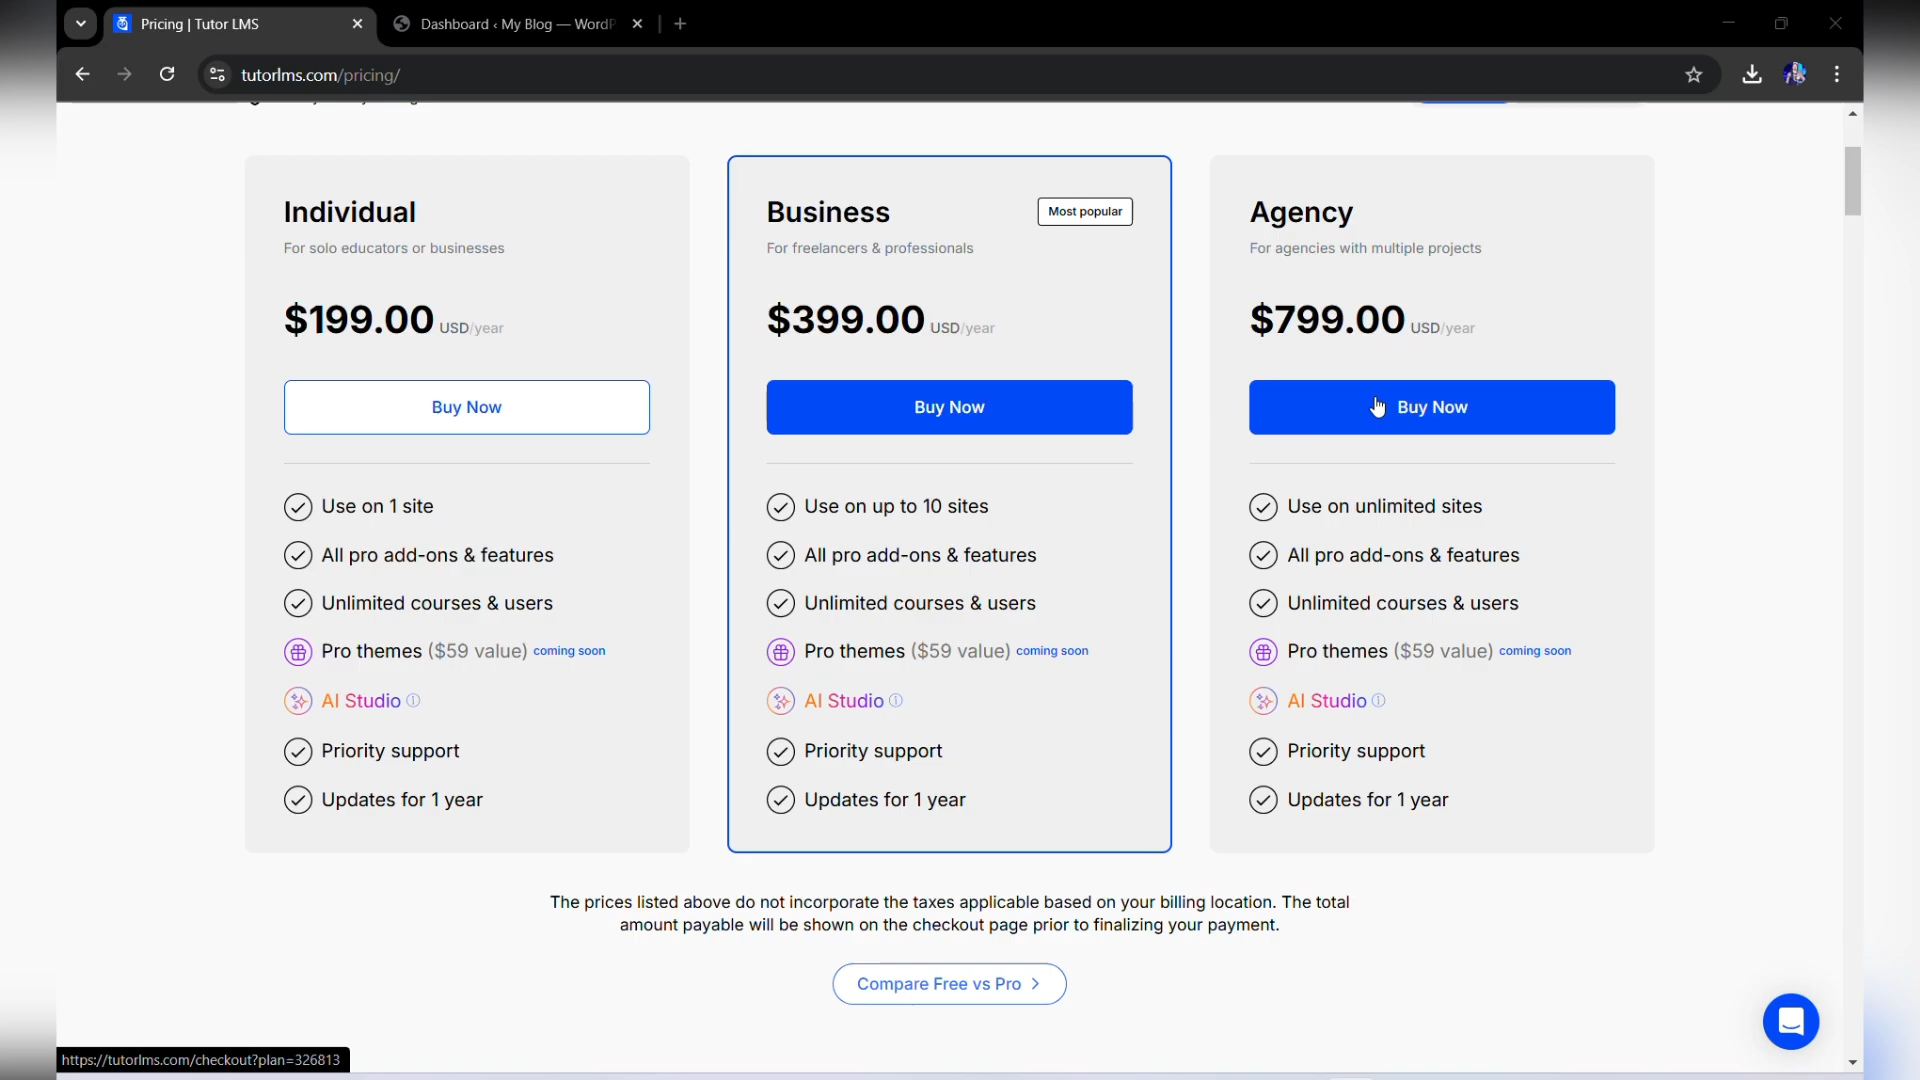 Pricing | Tutor LMS
Dashboard ‹ My Blog — WordP
tutorlms.com/pricing/
Individual
For solo educators or businesses
$199.00 USD/year
Buy Now
Use on 1 site
All pro add-ons & features
Unlimited courses & users
Pro themes ($59 value) coming soon
AI Studio
Priority support
Updates for 1 year
Business
Most popular
For freelancers & professionals
$399.00 USD/year
Buy Now
Use on up to 10 sites
All pro add-ons & features
Unlimited courses & users
Pro themes ($59 value) coming soon
AI Studio
Priority support
Updates for 1 year
Agency
For agencies with multiple projects
$799.00 USD/year
Buy Now
Use on unlimited sites
All pro add-ons & features
Unlimited courses & users
Pro themes ($59 value) coming soon
AI Studio
Priority support
Updates for 1 year
The prices listed above do not incorporate the taxes applicable based on your billing location. The total
amount payable will be shown on the checkout page prior to finalizing your payment.
Compare Free vs Pro
https://tutorlms.com/checkout?plan=326813